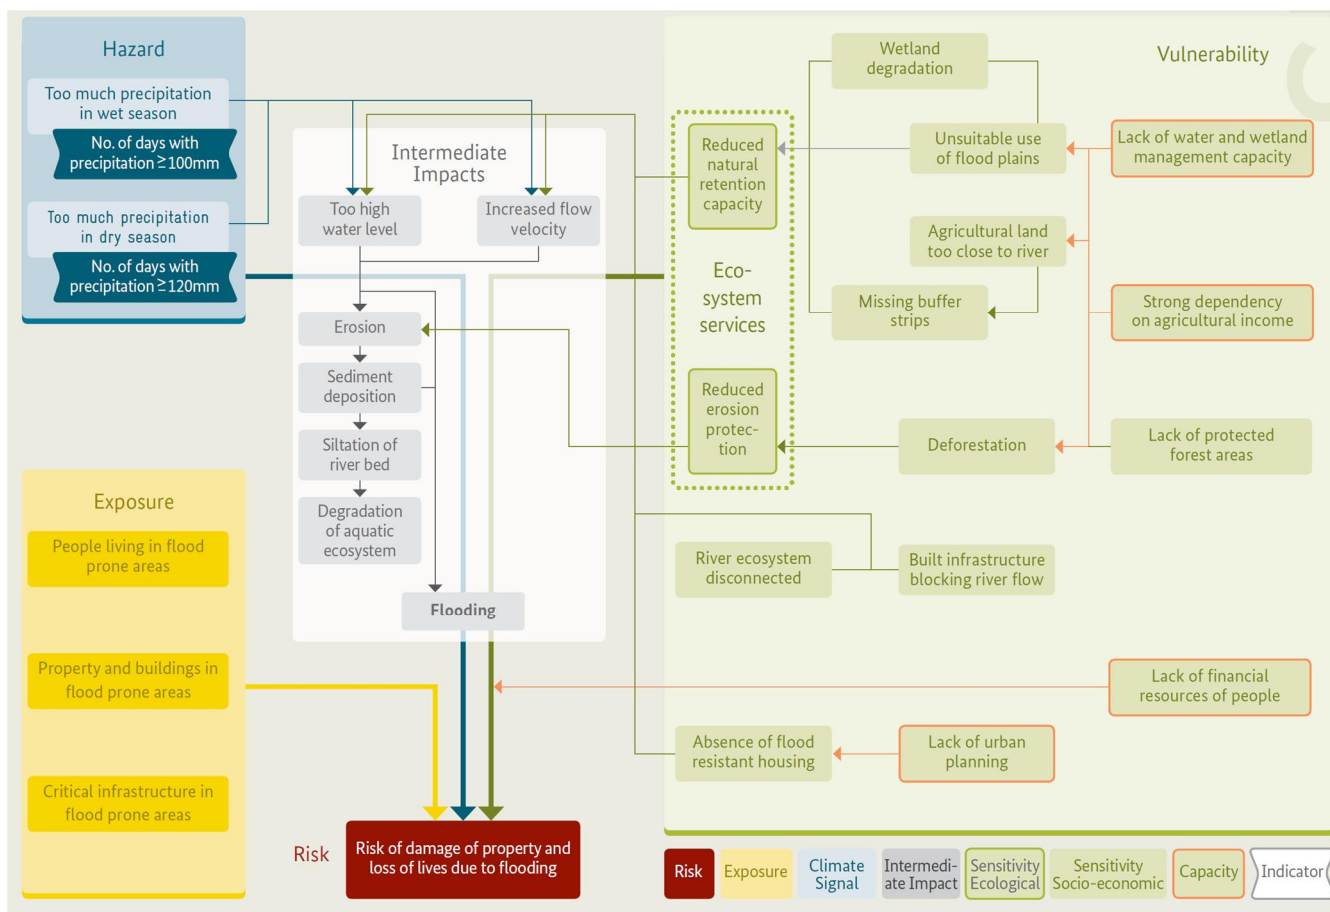 Hazard
Too much precipitation
in wet season
No. of days with
precipitation ≥100mm
Too much precipitation
in dry season
No. of days with
precipitation ≥120mm
Exposure
People living in flood
prone areas
Property and buildings in
flood prone areas
Critical infrastructure in
flood prone areas
Intermediate
Impacts
Too high
water level
Increased flow
velocity
Erosion
Sediment
deposition
Siltation of
river bed
Degradation
of aquatic
ecosystem
Flooding
Risk
Risk of damage of property and
loss of lives due to flooding
Vulnerability
Wetland
degradation
Reduced
natural
retention
capacity
Unsuitable use
of flood plains
Lack of water and wetland
management capacity
Agricultural land
too close to river
Eco-
system
services
Missing buffer
strips
Strong dependency
on agricultural income
Reduced
erosion
protec-
tion
Deforestation
Lack of protected
forest areas
River ecosystem
disconnected
Built infrastructure
blocking river flow
Lack of financial
resources of people
Absence of flood
resistant housing
Lack of urban
planning
Risk
Exposure
Climate
Signal
Intermedi-
ate Impact
Sensitivity
Ecological
Sensitivity
Socio-economic
Capacity
Indicator